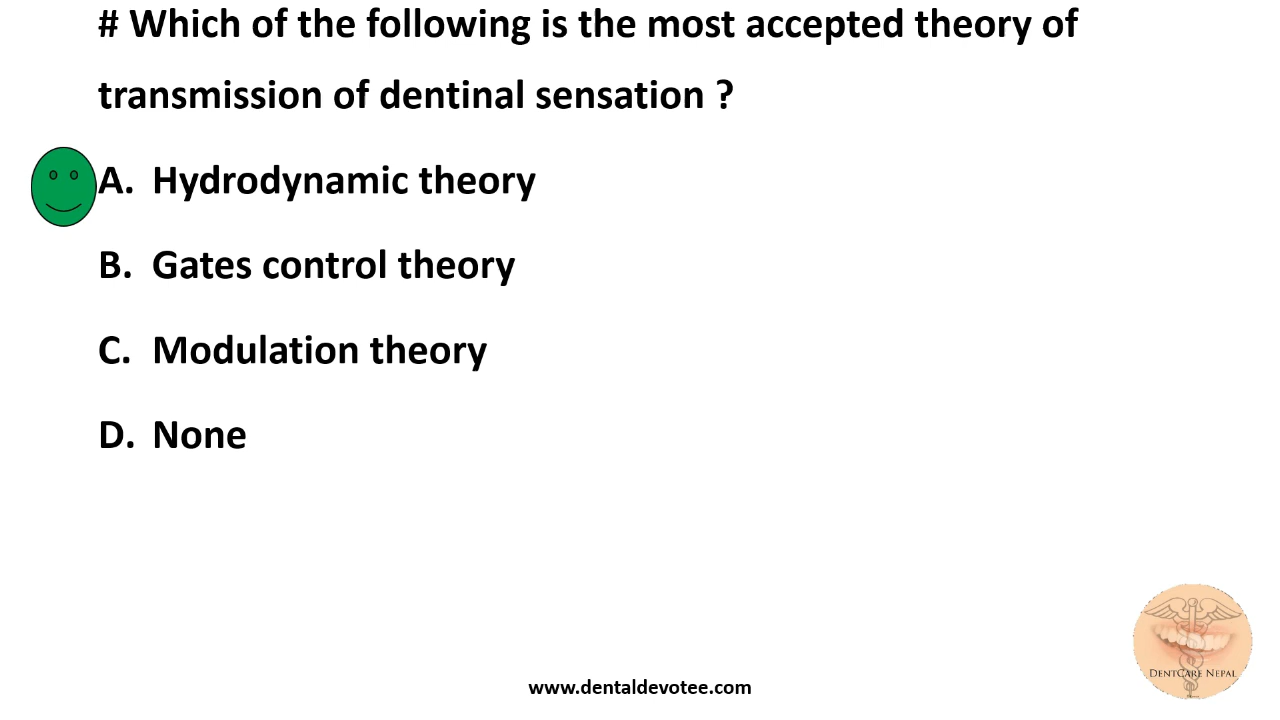 # Which of the following is the most accepted theory of
transmission of dentinal sensation ?
A. Hydrodynamic theory
B. Gates control theory
C. Modulation theory
D. None
DENTCARE NEPAL
www.dentaldevotee.com